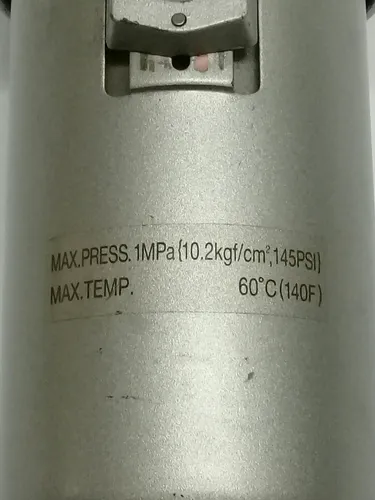 MAX.PRESS. 1MPa{10.2kgf/cm²,145PSI}
MAX.TEMP. 60°C(140F)